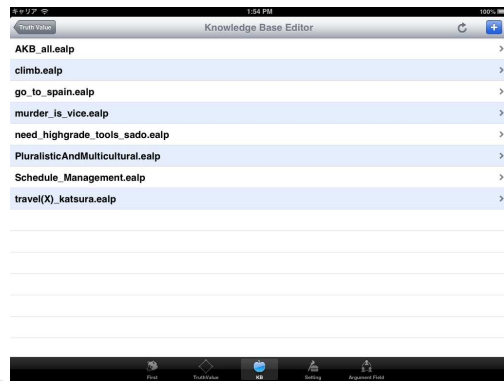 キャリア 1:54 PM 100%
Truth Value Knowledge Base Editor
AKB_all.ealp
climb.ealp
go_to_spain.ealp
murder_is_vice.ealp
need_highgrade_tools_sado.ealp
PluralisticAndMulticultural.ealp
Schedule_Management.ealp
travel(X)_katsura.ealp
First TruthValue KB Setting Argument Field